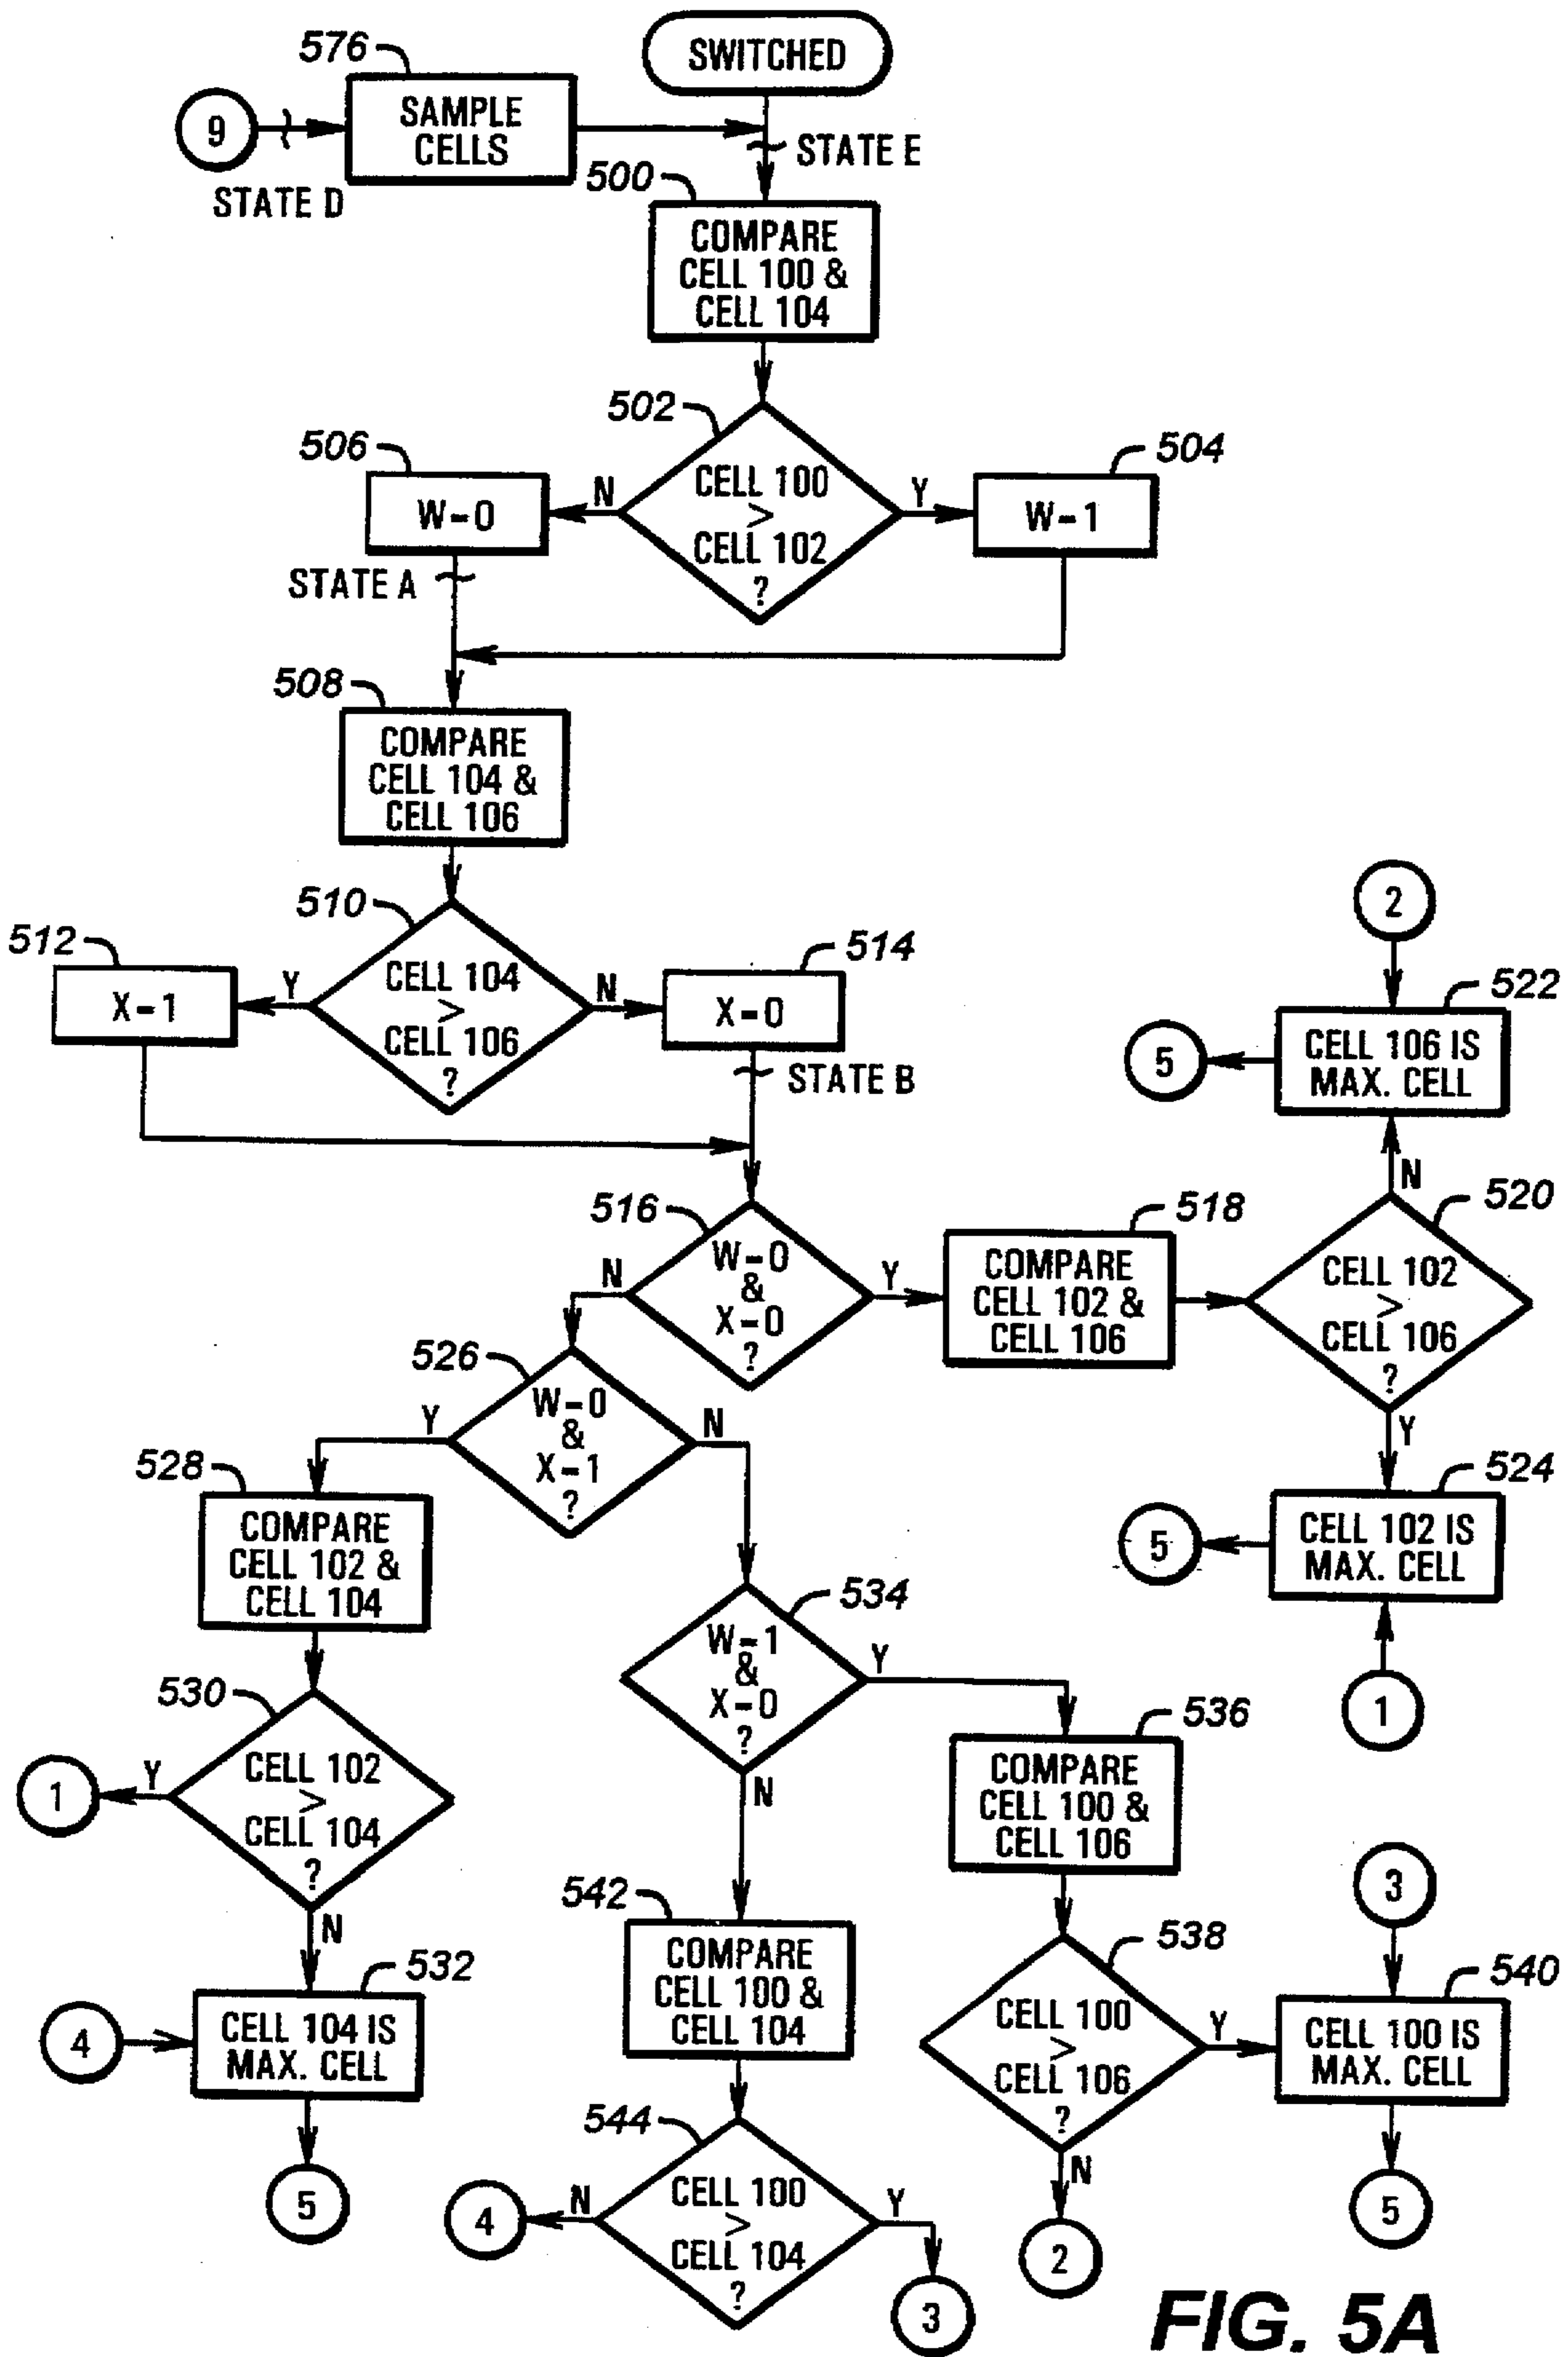 576
SWITCHED
9
SAMPLE
CELLS
STATE D
STATE E
500
COMPARE
CELL 100 &
CELL 104
502
506
504
W=0
N
CELL 100
>
CELL 102
?
Y
W=1
STATE A
508
COMPARE
CELL 104 &
CELL 106
510
512
514
X=1
Y
CELL 104
>
CELL 106
?
N
X=0
STATE B
2
522
5
CELL 106 IS
MAX. CELL
N
516
W=0
&
X=0
?
N
Y
518
COMPARE
CELL 102 &
CELL 106
520
CELL 102
>
CELL 106
?
Y
524
5
CELL 102 IS
MAX. CELL
1
526
W=0
&
X=1
?
Y
N
528
COMPARE
CELL 102 &
CELL 104
534
W=1
&
X=0
?
Y
N
530
1
Y
CELL 102
>
CELL 104
?
N
536
COMPARE
CELL 100 &
CELL 106
532
4
CELL 104 IS
MAX. CELL
5
542
COMPARE
CELL 100 &
CELL 104
538
CELL 100
>
CELL 106
?
Y
N
2
3
540
CELL 100 IS
MAX. CELL
5
544
4
N
CELL 100
>
CELL 104
?
Y
3
FIG. 5A